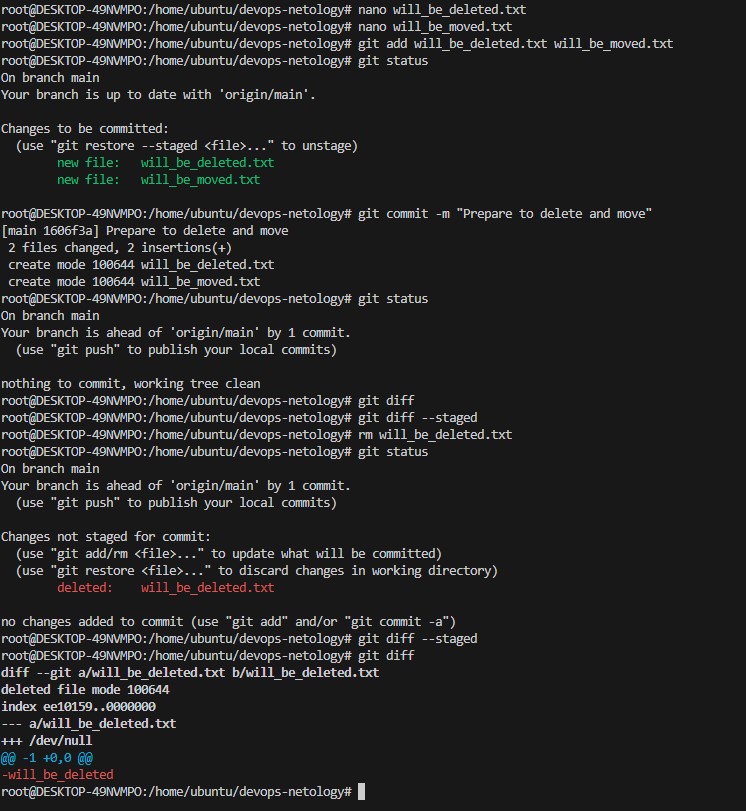 root@DESKTOP-49NVMPO:/home/ubuntu/devops-netology# nano will_be_deleted.txt
root@DESKTOP-49NVMPO:/home/ubuntu/devops-netology# nano will_be_moved.txt
root@DESKTOP-49NVMPO:/home/ubuntu/devops-netology# git add will_be_deleted.txt will_be_moved.txt
root@DESKTOP-49NVMPO:/home/ubuntu/devops-netology# git status
On branch main
Your branch is up to date with 'origin/main'.

Changes to be committed:
  (use "git restore --staged <file>..." to unstage)
        new file:   will_be_deleted.txt
        new file:   will_be_moved.txt

root@DESKTOP-49NVMPO:/home/ubuntu/devops-netology# git commit -m "Prepare to delete and move"
[main 1606f3a] Prepare to delete and move
 2 files changed, 2 insertions(+)
 create mode 100644 will_be_deleted.txt
 create mode 100644 will_be_moved.txt
root@DESKTOP-49NVMPO:/home/ubuntu/devops-netology# git status
On branch main
Your branch is ahead of 'origin/main' by 1 commit.
  (use "git push" to publish your local commits)

nothing to commit, working tree clean
root@DESKTOP-49NVMPO:/home/ubuntu/devops-netology# git diff
root@DESKTOP-49NVMPO:/home/ubuntu/devops-netology# git diff --staged
root@DESKTOP-49NVMPO:/home/ubuntu/devops-netology# rm will_be_deleted.txt
root@DESKTOP-49NVMPO:/home/ubuntu/devops-netology# git status
On branch main
Your branch is ahead of 'origin/main' by 1 commit.
  (use "git push" to publish your local commits)

Changes not staged for commit:
  (use "git add/rm <file>..." to update what will be committed)
  (use "git restore <file>..." to discard changes in working directory)
        deleted:    will_be_deleted.txt

no changes added to commit (use "git add" and/or "git commit -a")
root@DESKTOP-49NVMPO:/home/ubuntu/devops-netology# git diff --staged
root@DESKTOP-49NVMPO:/home/ubuntu/devops-netology# git diff
diff --git a/will_be_deleted.txt b/will_be_deleted.txt
deleted file mode 100644
index ee10159..0000000
--- a/will_be_deleted.txt
+++ /dev/null
@@ -1 +0,0 @@
-will_be_deleted
root@DESKTOP-49NVMPO:/home/ubuntu/devops-netology#